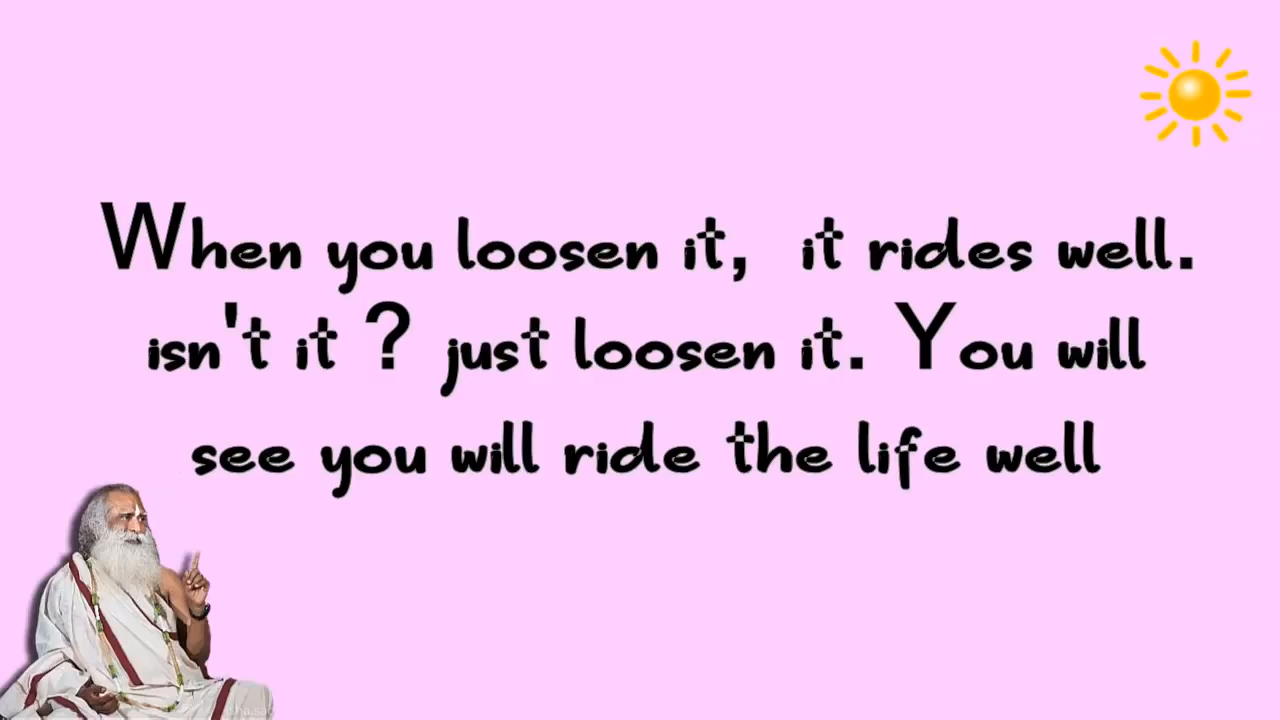 When you loosen it, it rides well.
isn't it ? just loosen it. You will
see you will ride the life well